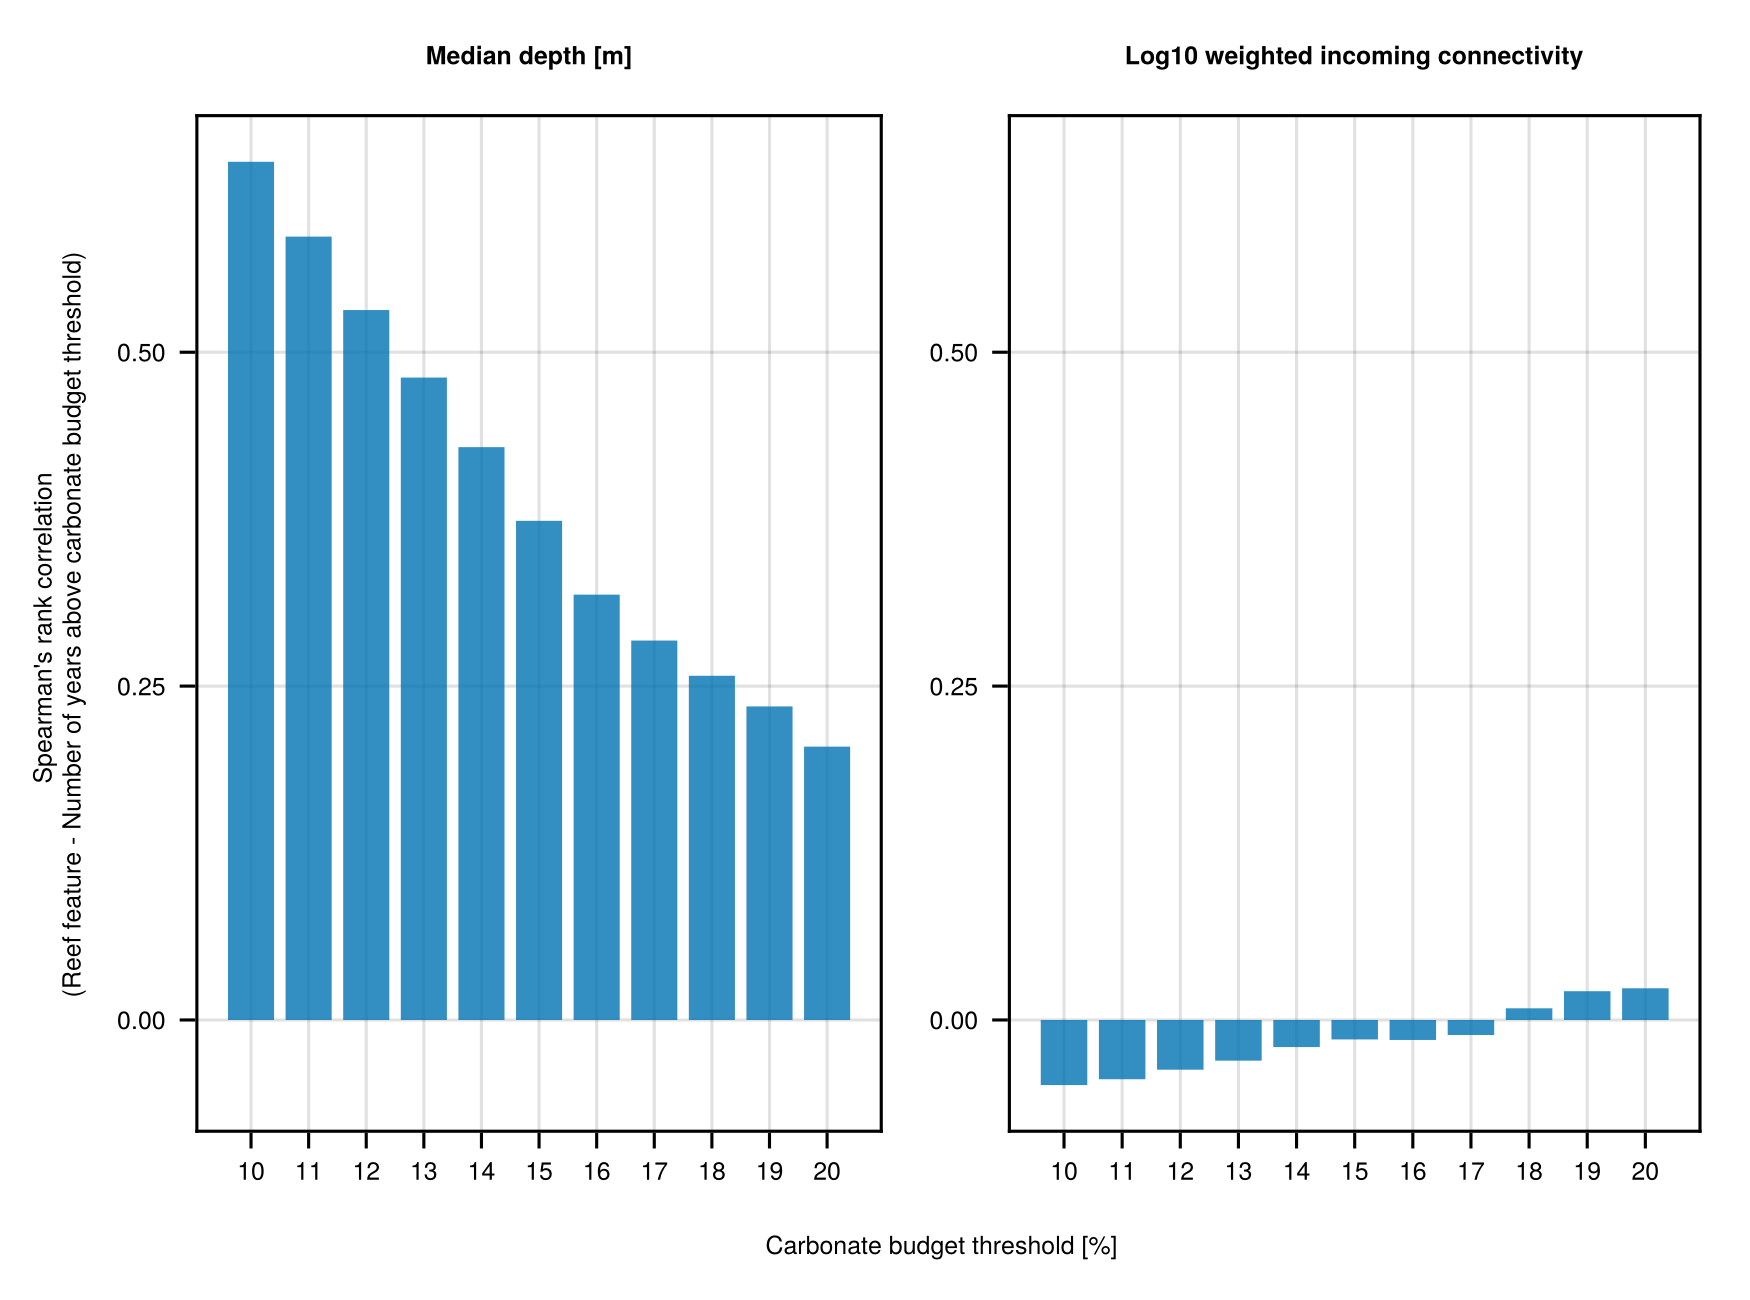 Median depth [m]
Log10 weighted incoming connectivity
Spearman's rank correlation
(Reef feature - Number of years above carbonate budget threshold)
0.50
0.25
0.00
10 11 12 13 14 15 16 17 18 19 20
0.50
0.25
0.00
10 11 12 13 14 15 16 17 18 19 20
Carbonate budget threshold [%]